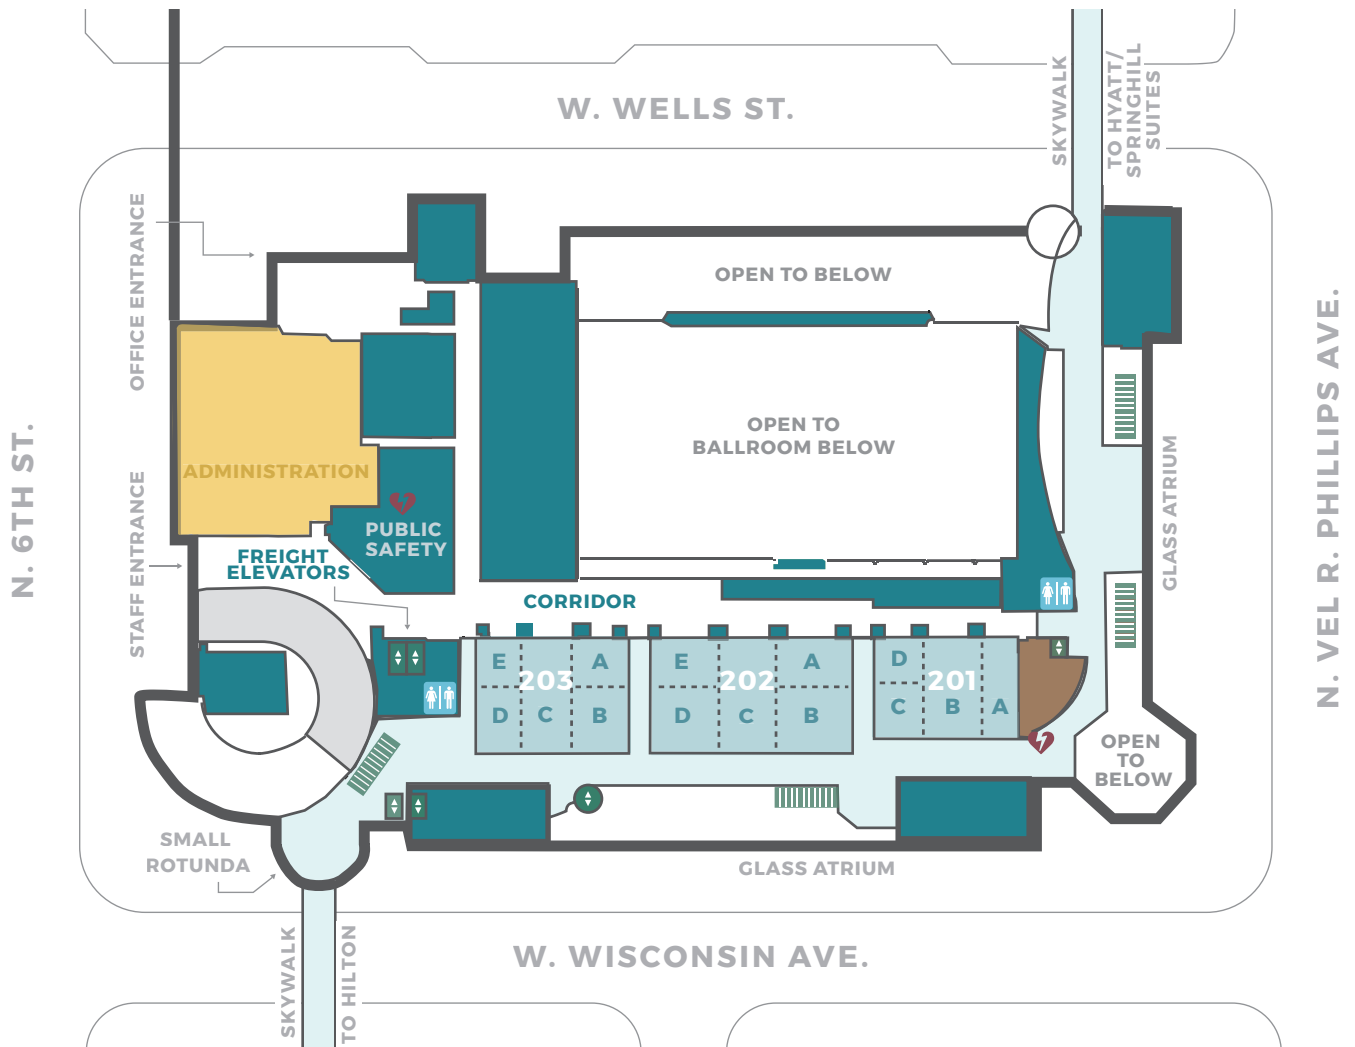 W. WELLS ST.
SKYWALK
TO HYATT/
SPRINGHILL
SUITES
OFFICE ENTRANCE
OPEN TO BELOW
OPEN TO
BALLROOM BELOW
ADMINISTRATION
PUBLIC
SAFETY
N. 6TH ST.
STAFF ENTRANCE
FREIGHT
ELEVATORS
CORRIDOR
GLASS ATRIUM
N. VEL R. PHILLIPS AVE.
E
A
203
D
C
B
E
A
202
D
C
B
D
201
C
B
A
OPEN
TO
BELOW
SMALL
ROTUNDA
GLASS ATRIUM
W. WISCONSIN AVE.
SKYWALK
TO HILTON